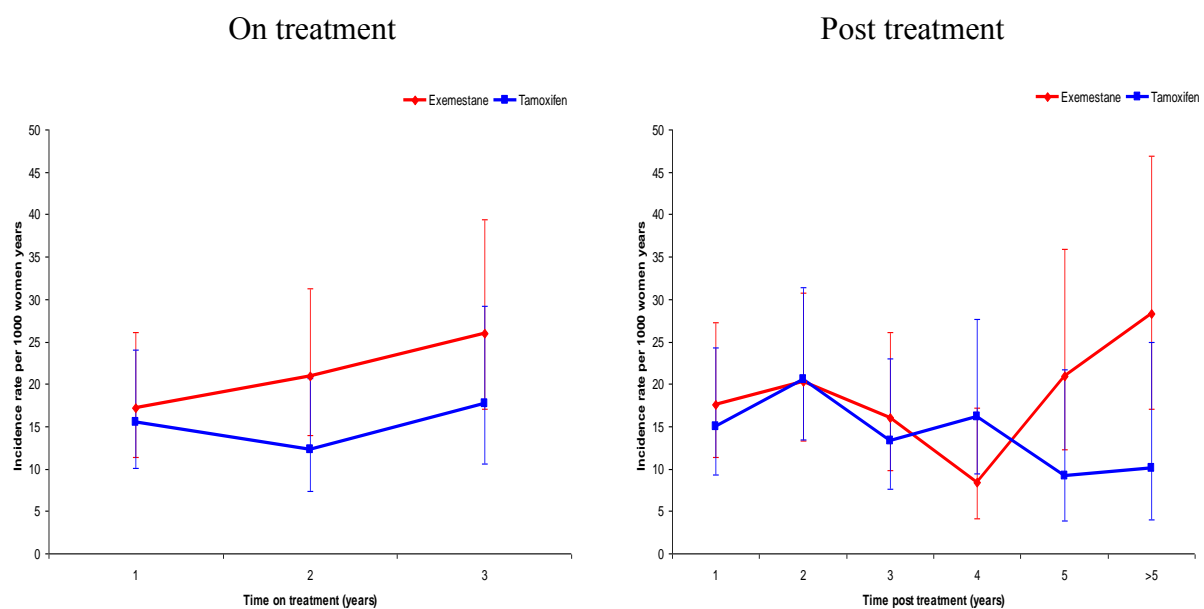 On treatment
Exemestane Tamoxifen
Incidence rate per 1000 women years
50
45
40
35
30
25
20
15
10
5
0
1 2 3
Time on treatment (years)
Post treatment
Exemestane Tamoxifen
Incidence rate per 1000 women years
50
45
40
35
30
25
20
15
10
5
0
1 2 3 4 5 >5
Time post treatment (years)